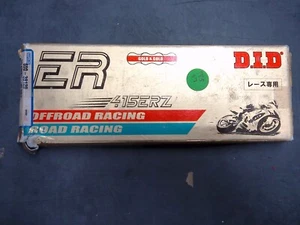 GOLD & GOLD
D.I.D
ER
レース専用
415ERZ
OFFROAD RACING
ROAD RACING